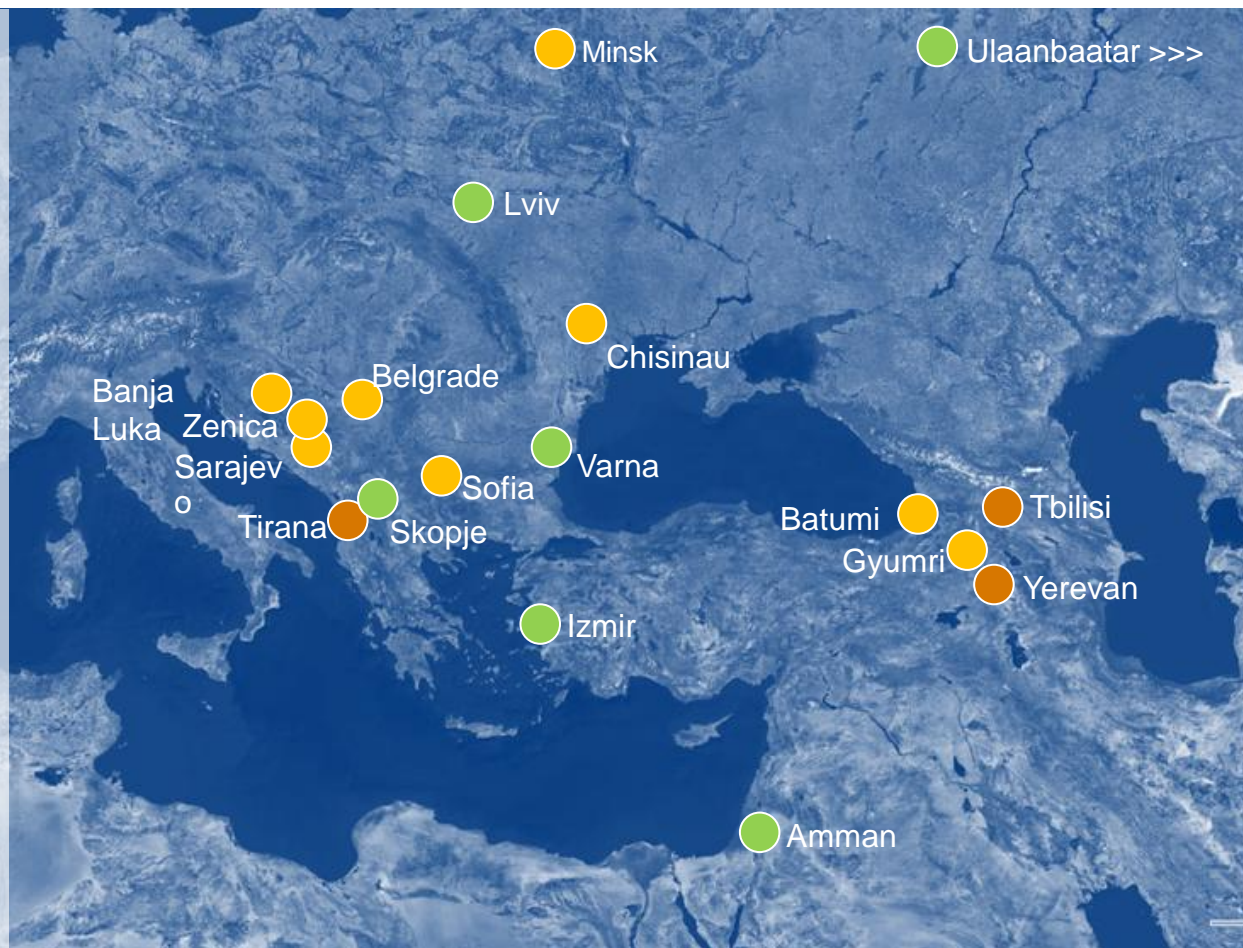 Minsk
Ulaanbaatar >>>
Lviv
Chisinau
Belgrade
Banja
Luka
Zenica
Sarajev
o
Varna
Sofia
Tirana
Skopje
Batumi
Tbilisi
Gyumri
Yerevan
Izmir
Amman